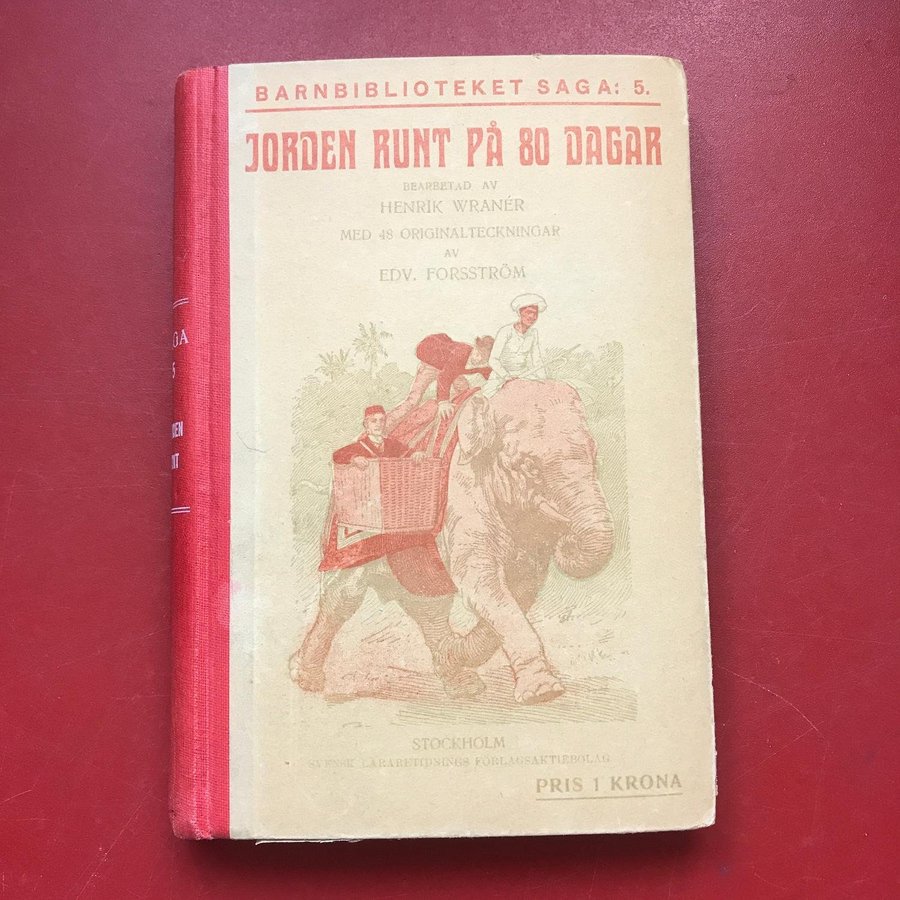 BARNBIBLIOTEKET SAGA: 5.
JORDEN RUNT PÅ 80 DAGAR
BEARBETAD AV
HENRIK WRANÉR
MED 48 ORIGINALTECKNINGAR
AV
EDV. FORSSTRÖM
STOCKHOLM
SVENSK LÄRARETIDNINGS FÖRLAGSAKTIEBOLAG
PRIS 1 KRONA